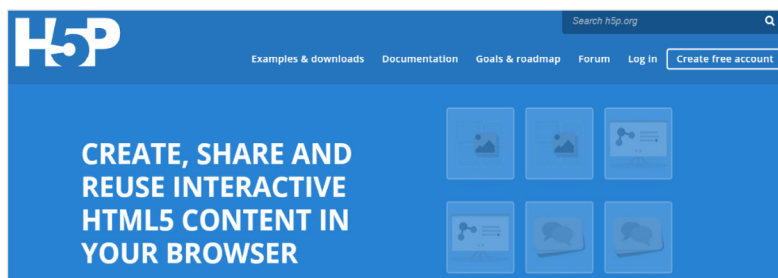 Search h5p.org
H5P
Examples & downloads Documentation Goals & roadmap Forum Log in Create free account
CREATE, SHARE AND
REUSE INTERACTIVE
HTML5 CONTENT IN
YOUR BROWSER